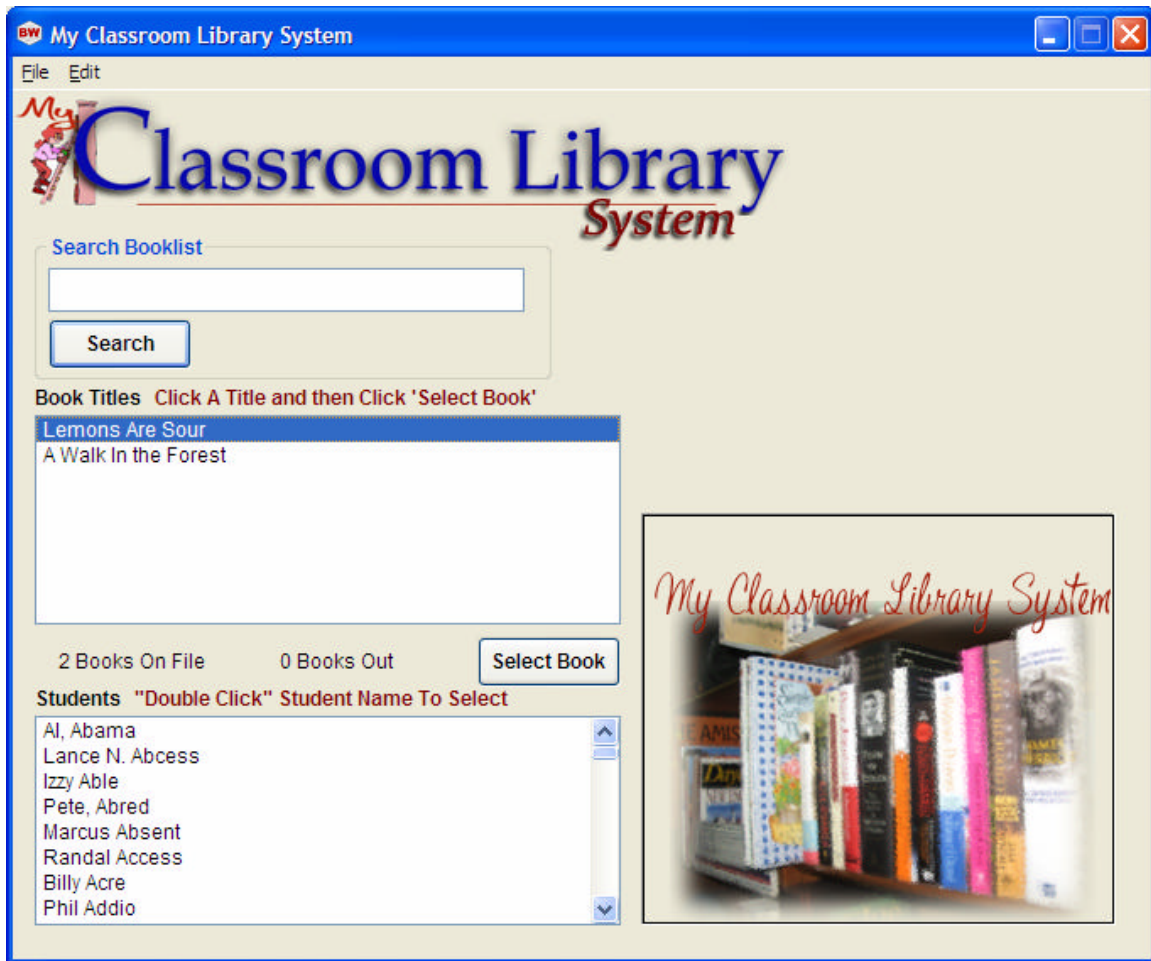 BW My Classroom Library System
File Edit
My Classroom Library
System
Search Booklist
Search
Book Titles Click A Title and then Click 'Select Book'
Lemons Are Sour
A Walk In the Forest
2 Books On File 0 Books Out Select Book
Students "Double Click" Student Name To Select
Al, Abama
Lance N. Abcess
Izzy Able
Pete, Abred
Marcus Absent
Randal Access
Billy Acre
Phil Addio
My Classroom Library System